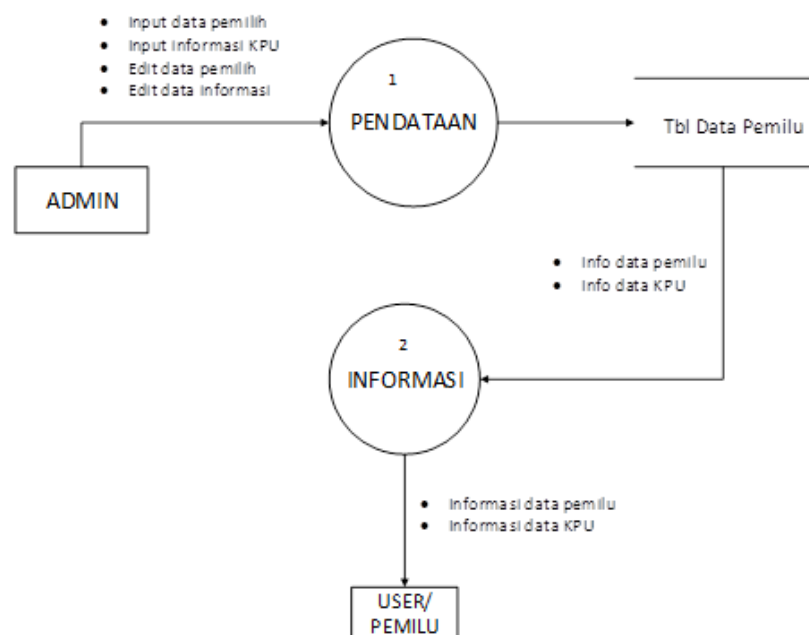 ● Input data pemilih
● Input informasi KPU
● Edit data pemilih
● Edit data informasi
1
PENDATAAN
Tbl Data Pemilu
ADMIN
● Info data pemilu
● Info data KPU
2
INFORMASI
● Informasi data pemilu
● Informasi data KPU
USER/
PEMILU